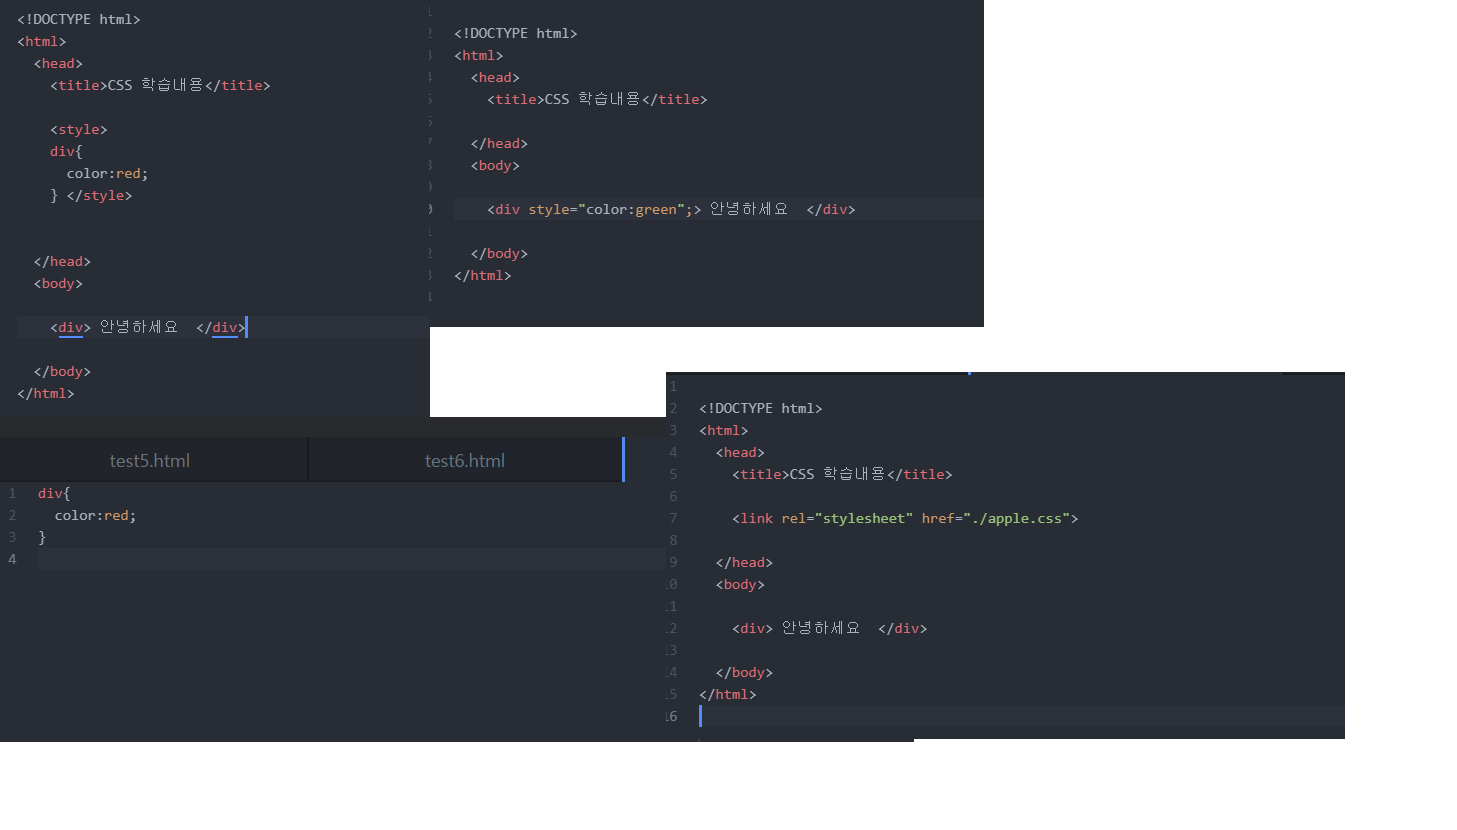 <!DOCTYPE html>
<html>
<head>
<title>CSS 학습내용</title>
<style>
div{
color:red;
} </style>
</head>
<body>
<div> 안녕하세요  </div>
</body>
</html>
<!DOCTYPE html>
<html>
<head>
<title>CSS 학습내용</title>
</head>
<body>
<div style="color:green";> 안녕하세요  </div>
</body>
</html>
test5.html
test6.html
1 div{
2 color:red;
3 }
4
1
2 <!DOCTYPE html>
3 <html>
4 <head>
5 <title>CSS 학습내용</title>
6
7 <link rel="stylesheet" href="./apple.css">
8
9 </head>
10 <body>
11
12 <div> 안녕하세요  </div>
13
14 </body>
15 </html>
16